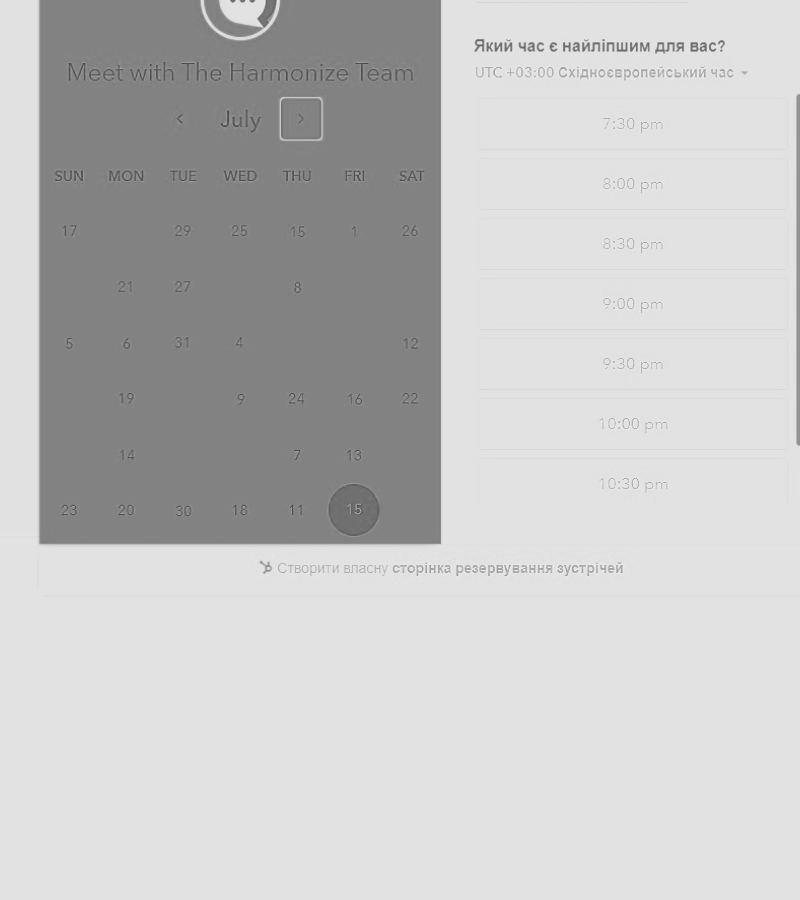 Meet with The Harmonize Team
July
SUN MON TUE WED THU FRI SAT
17 29 25 15 1 26
21 27 8
5 6 31 4 12
19 9 24 16 22
14 7 13
23 20 30 18 11 15
Який час є найліпшим для вас?
UTC +03:00 Східноєвропейський час
7:30 pm
8:00 pm
8:30 pm
9:00 pm
9:30 pm
10:00 pm
10:30 pm
Створити власну сторінка резервування зустрічей